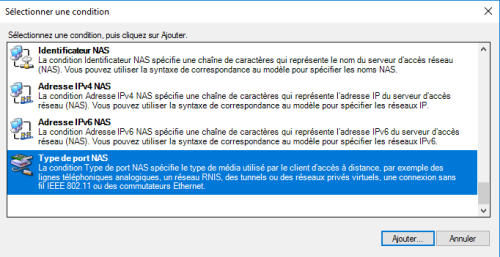 Sélectionner une condition
Sélectionnez une condition, puis cliquez sur Ajouter.
Identificateur NAS
La condition Identificateur NAS spécifie une chaîne de caractères qui représente le nom du serveur d'accès réseau
(NAS). Vous pouvez utiliser la syntaxe de correspondance au modèle pour spécifier les noms NAS.
Adresse IPv4 NAS
La condition Adresse IPv4 NAS spécifie une chaîne de caractères qui représente l'adresse IP du serveur d'accès
réseau (NAS). Vous pouvez utiliser la syntaxe de correspondance au modèle pour spécifier les réseaux IP.
Adresse IPv6 NAS
La condition Adresse IPv6 NAS spécifie une chaîne de caractères qui représente l'adresse IPv6 du serveur d'accès
réseau (NAS). Vous pouvez utiliser la syntaxe de correspondance au modèle pour spécifier les réseaux IPv6.
Type de port NAS
La condition Type de port NAS spécifie le type de média utilisé par le client d'accès à distance, par exemple des
lignes téléphoniques analogiques, un réseau RNIS, des tunnels ou des réseaux privés virtuels, une connexion sans
fil IEEE 802.11 ou des commutateurs Ethernet.
Ajouter...
Annuler